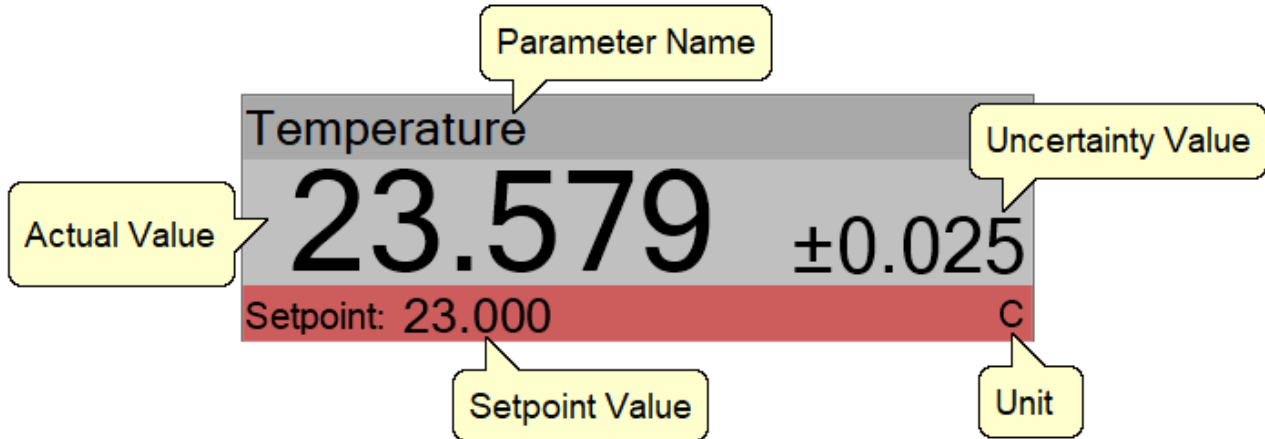 Parameter Name
Temperature
Uncertainty Value
Actual Value
23.579 ±0.025
Setpoint: 23.000 C
Setpoint Value
Unit